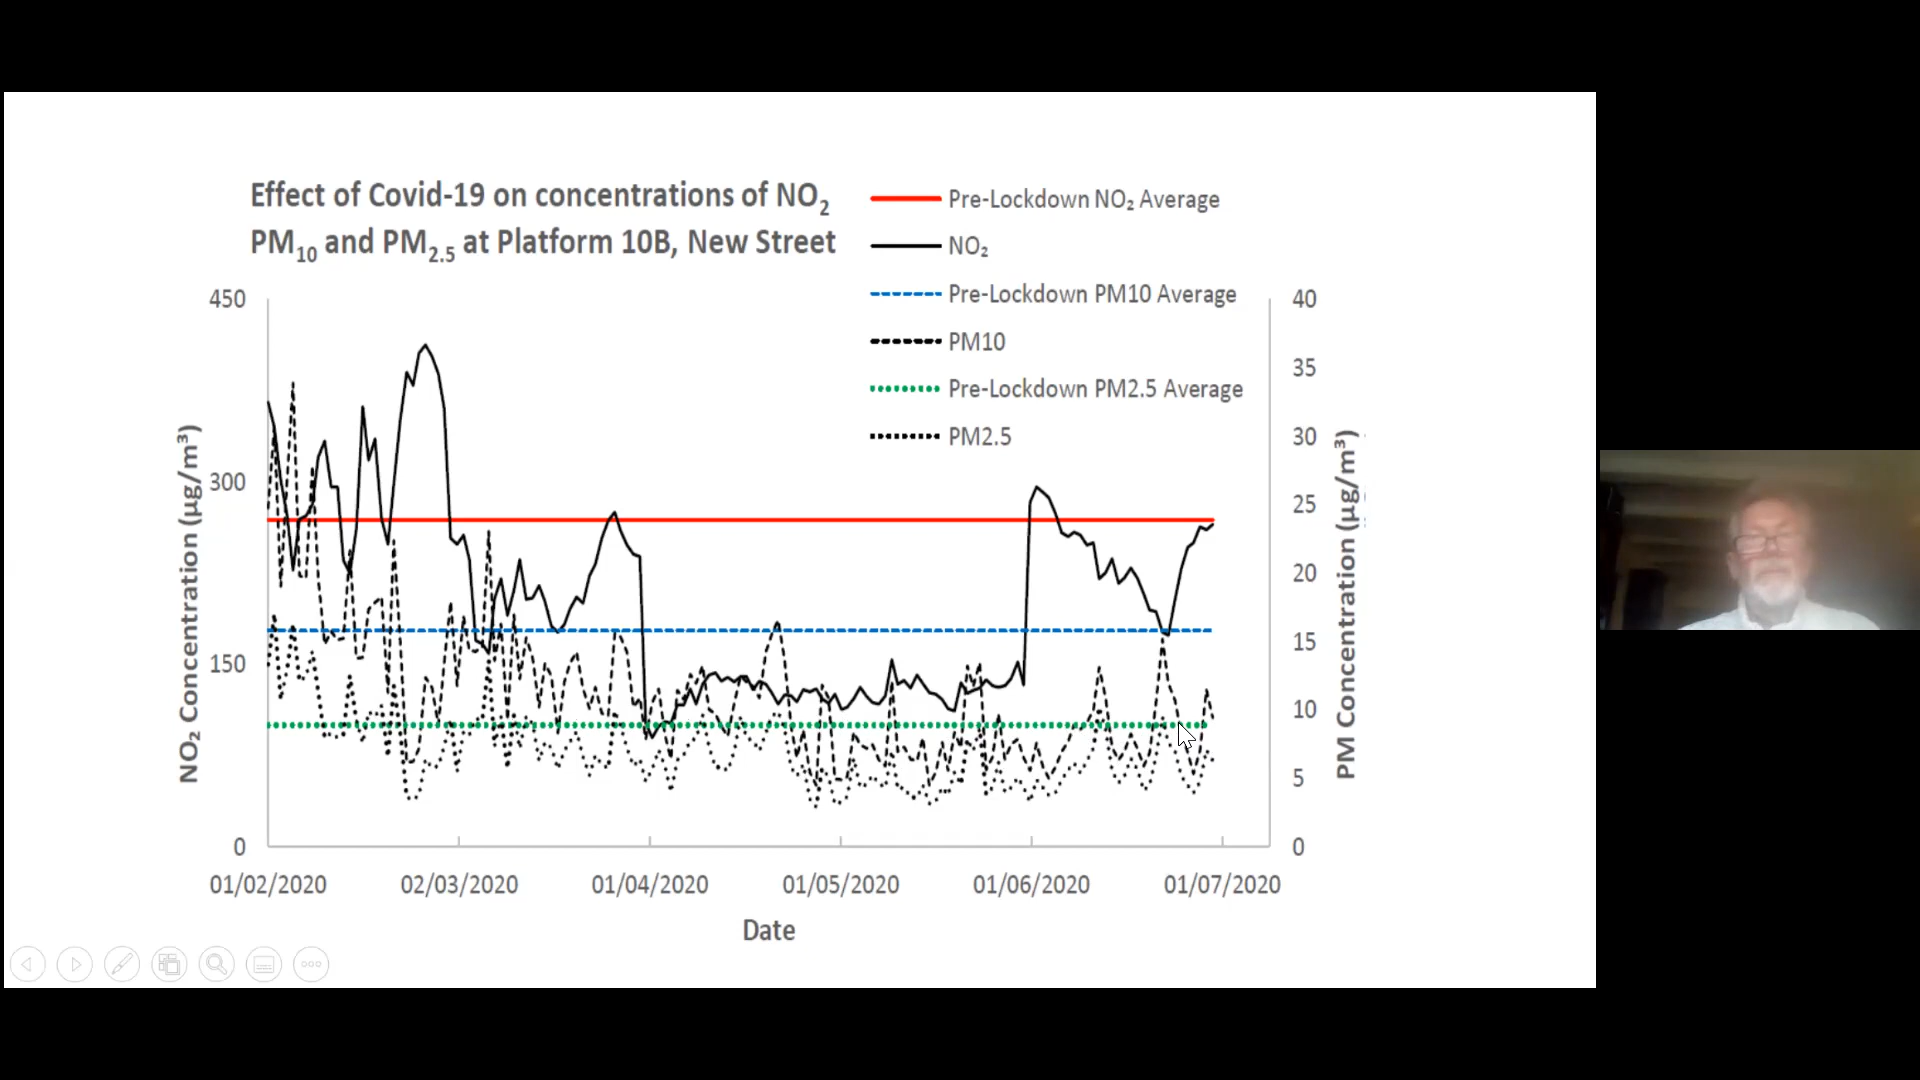 Effect of Covid-19 on concentrations of NO₂
PM₁₀ and PM₂.₅ at Platform 10B, New Street
Pre-Lockdown NO₂ Average
NO₂
Pre-Lockdown PM10 Average
PM10
Pre-Lockdown PM2.5 Average
PM2.5
NO₂ Concentration (µg/m³)
450
300
150
0
PM Concentration (µg/m³)
40
35
30
25
20
15
10
5
0
01/02/2020 02/03/2020 01/04/2020 01/05/2020 01/06/2020 01/07/2020
Date